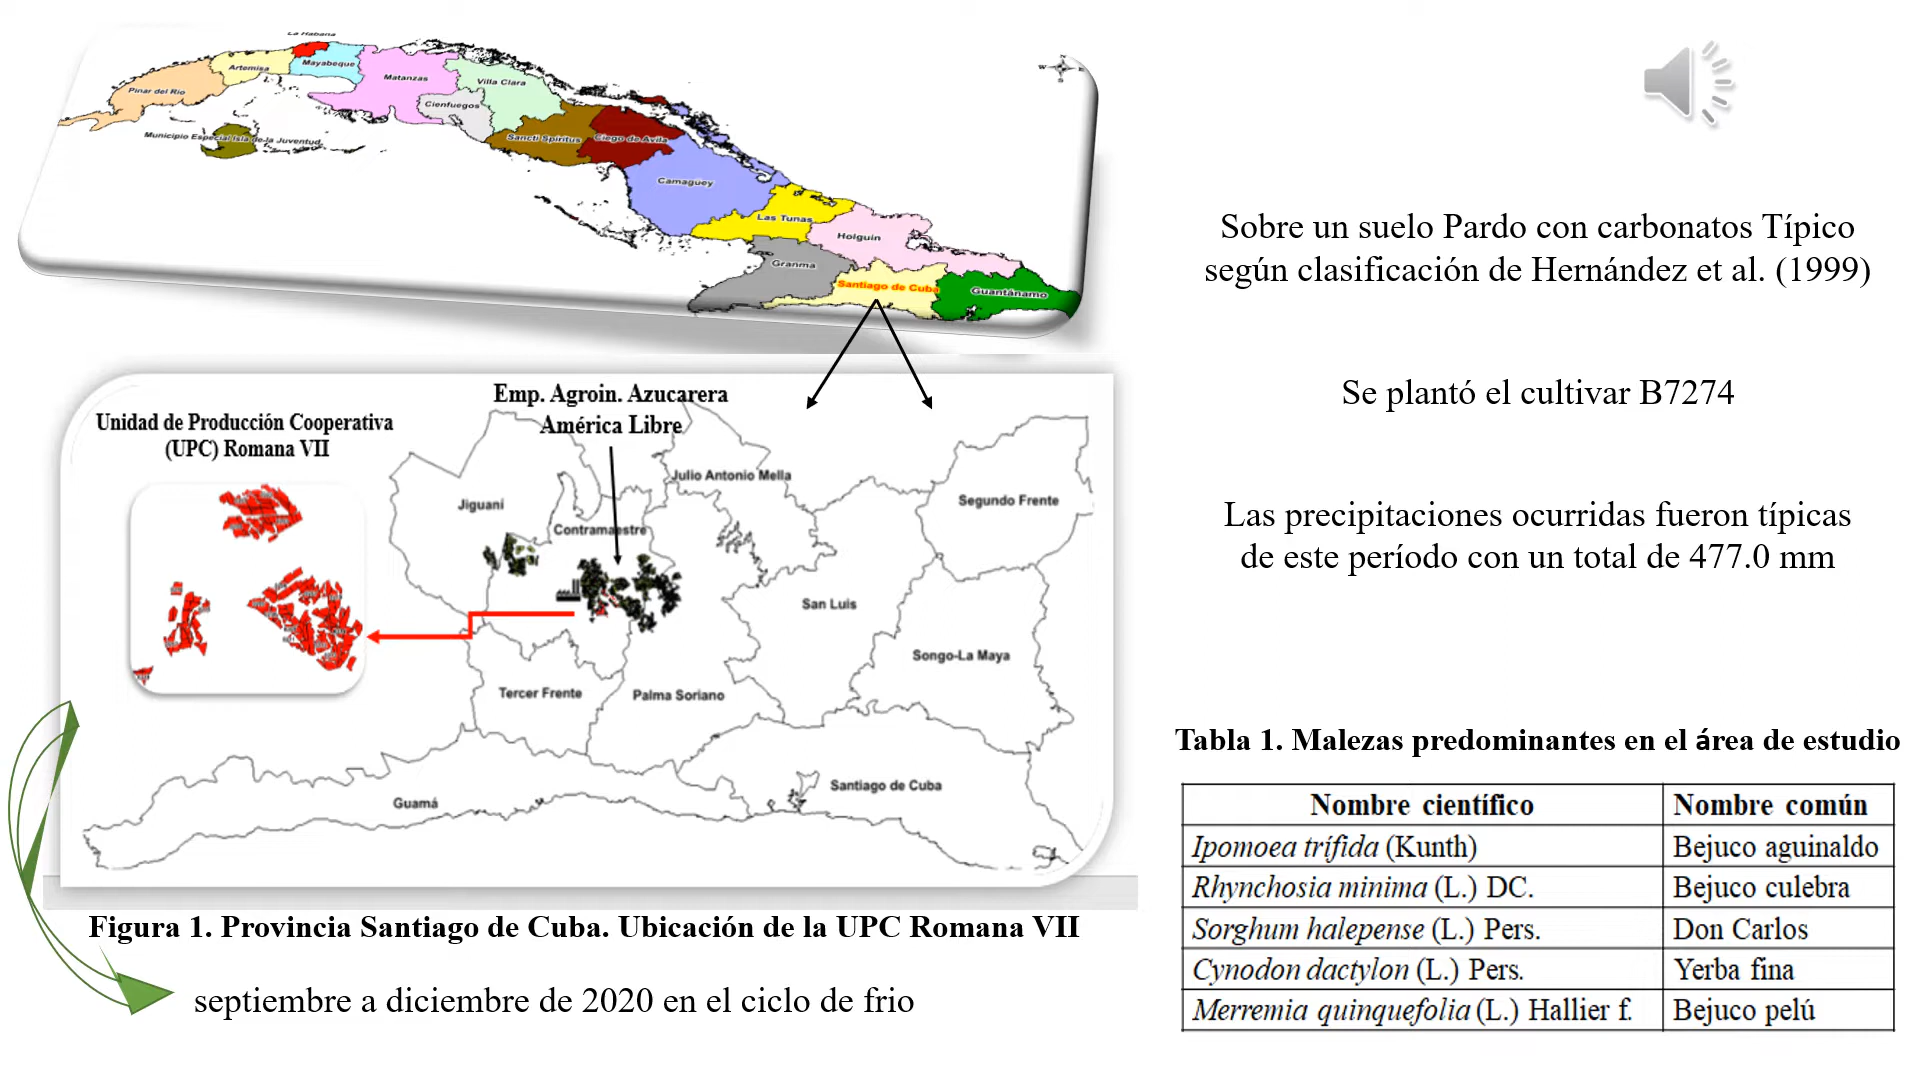 La Habana
Artemisa
Mayabeque
Matanzas
Villa Clara
Pinar del Río
Cienfuegos
Municipio Especial Isla de la Juventud
Sancti Spíritus
Ciego de Ávila
Camagüey
Las Tunas
Holguín
Granma
Santiago de Cuba
Guantánamo
W
E
Sobre un suelo Pardo con carbonatos Típico
según clasificación de Hernández et al. (1999)
Se plantó el cultivar B7274
Las precipitaciones ocurridas fueron típicas
de este período con un total de 477.0 mm
Emp. Agroin. Azucarera
América Libre
Unidad de Producción Cooperativa
(UPC) Romana VII
Julio Antonio Mella
Jiguaní
Segundo Frente
Contramaestre
San Luis
Songo-La Maya
Tercer Frente
Palma Soriano
Santiago de Cuba
Guamá
Figura 1. Provincia Santiago de Cuba. Ubicación de la UPC Romana VII
septiembre a diciembre de 2020 en el ciclo de frio
Tabla 1. Malezas predominantes en el área de estudio
Nombre científico Nombre común
Ipomoea trífida (Kunth) Bejuco aguinaldo
Rhynchosia minima (L.) DC. Bejuco culebra
Sorghum halepense (L.) Pers. Don Carlos
Cynodon dactylon (L.) Pers. Yerba fina
Merremia quinquefolia (L.) Hallier f. Bejuco pelú